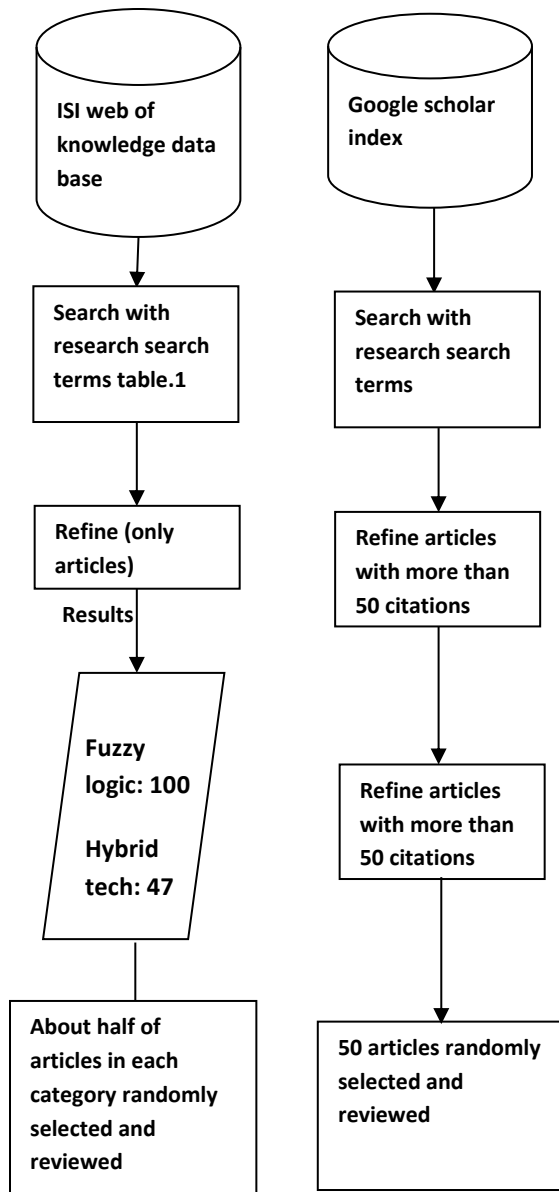 ISI web of
knowledge data
base
Search with
research search
terms table.1
Refine (only
articles)
Results
Fuzzy
logic: 100
Hybrid
tech: 47
About half of
articles in each
category randomly
selected and
reviewed
Google scholar
index
Search with
research search
terms
Refine articles
with more than
50 citations
Refine articles
with more than
50 citations
50 articles randomly
selected and
reviewed